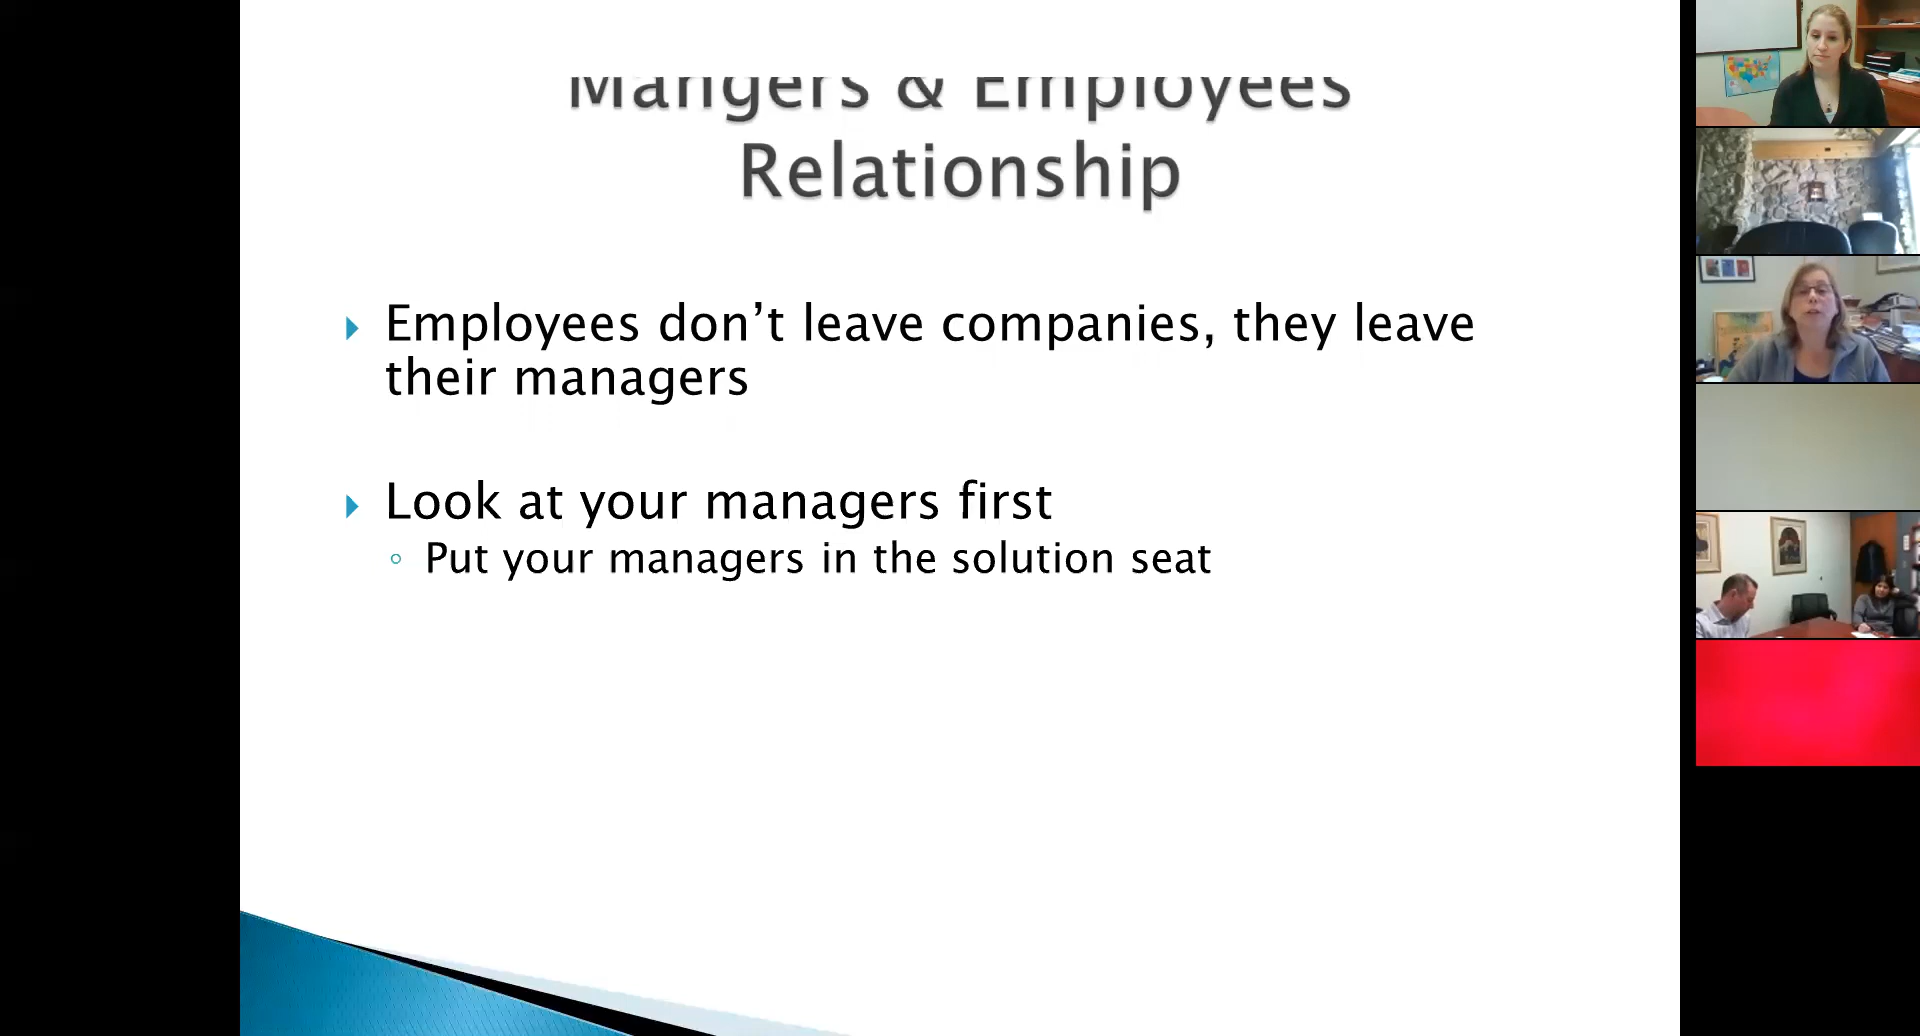 Mangers & Employees
Relationship
Employees don’t leave companies, they leave
their managers
Look at your managers first
Put your managers in the solution seat